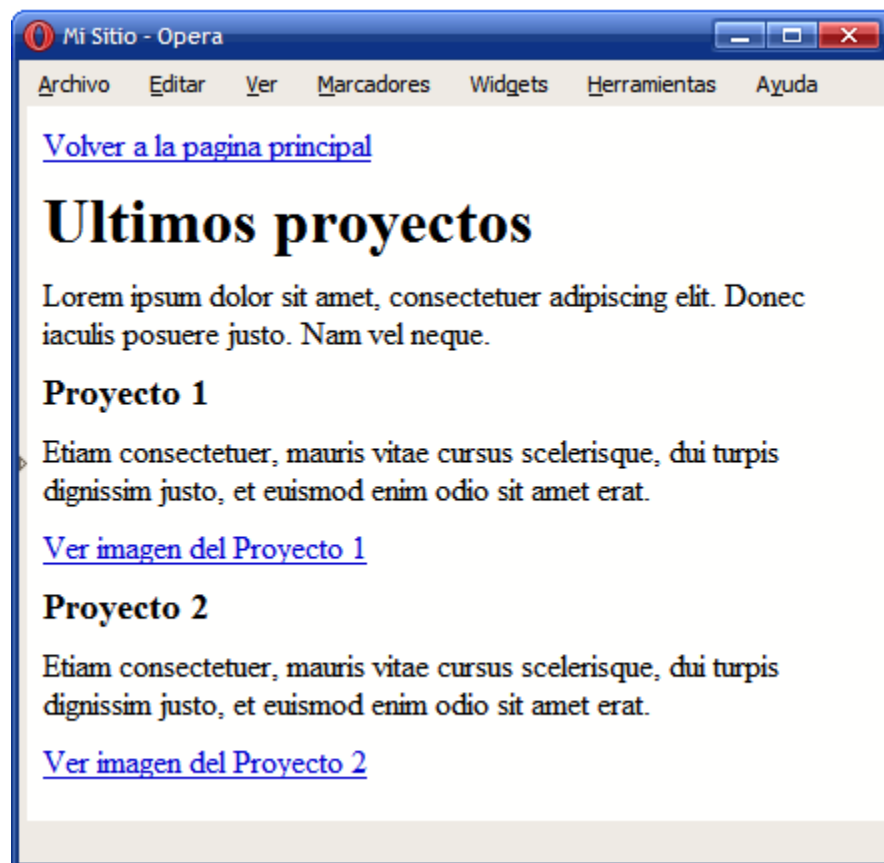 Mi Sitio - Opera
Archivo Editar Ver Marcadores Widgets Herramientas Ayuda
Volver a la pagina principal
Ultimos proyectos
Lorem ipsum dolor sit amet, consectetuer adipiscing elit. Donec
iaculis posuere justo. Nam vel neque.
Proyecto 1
Etiam consectetuer, mauris vitae cursus scelerisque, dui turpis
dignissim justo, et euismod enim odio sit amet erat.
Ver imagen del Proyecto 1
Proyecto 2
Etiam consectetuer, mauris vitae cursus scelerisque, dui turpis
dignissim justo, et euismod enim odio sit amet erat.
Ver imagen del Proyecto 2